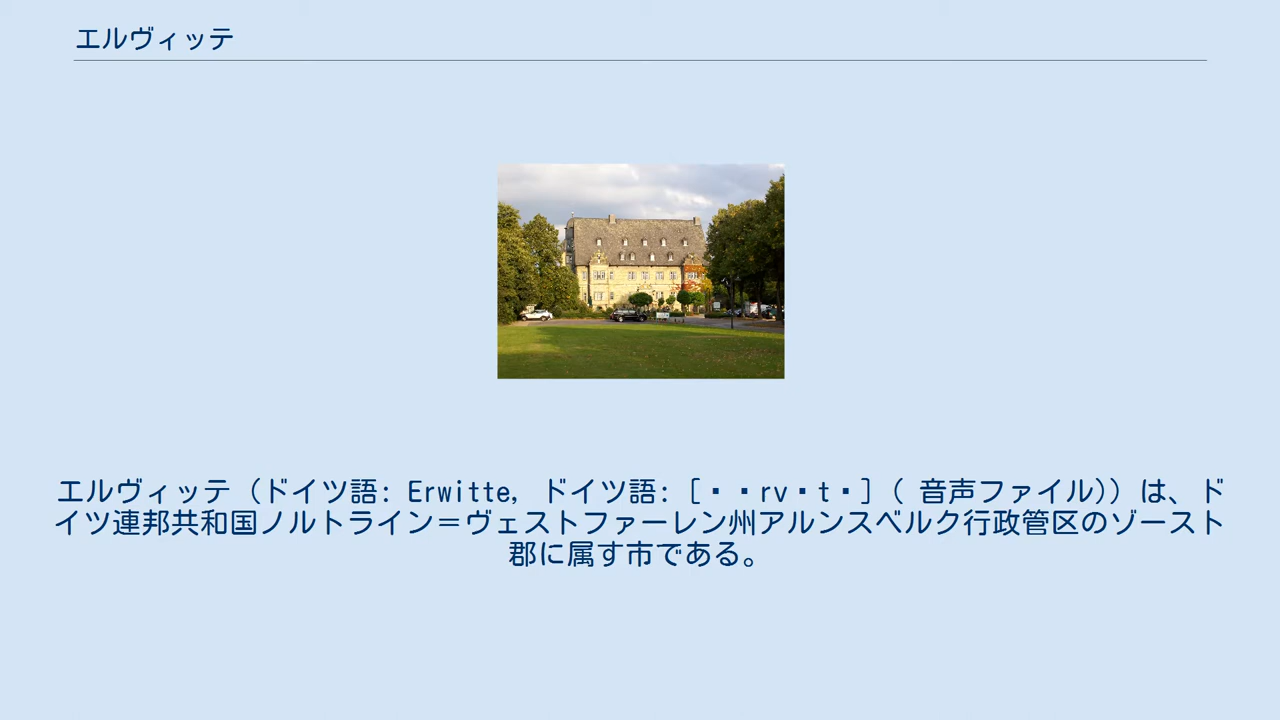 エルヴィッテ
エルヴィッテ（ドイツ語: Erwitte, ドイツ語: [・・rv・t・]（ 音声ファイル)）は、ド
イツ連邦共和国ノルトライン＝ヴェストファーレン州アルンスベルク行政管区のゾースト
郡に属す市である。